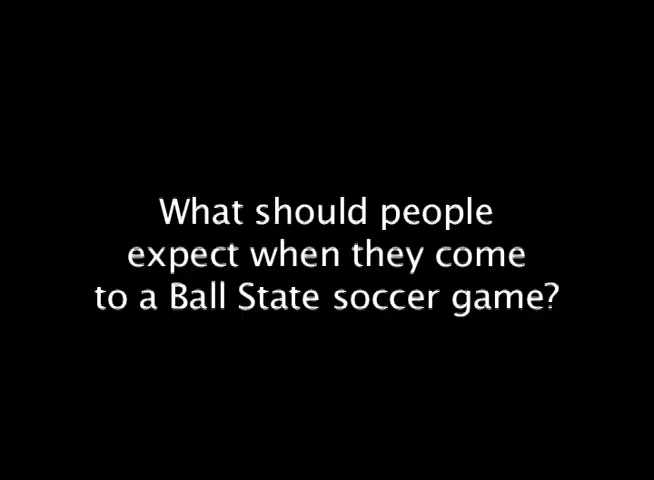 What should people
expect when they come
to a Ball State soccer game?